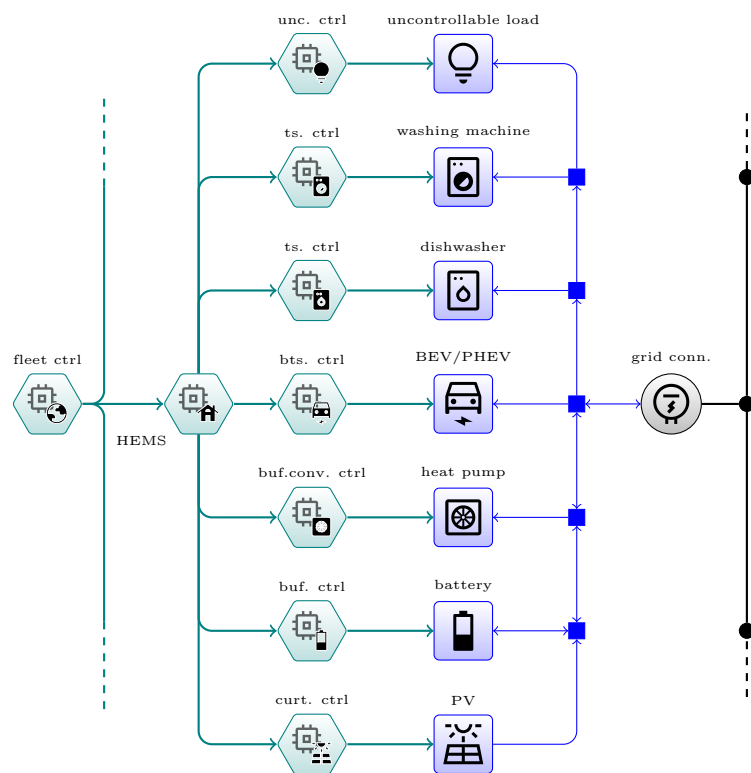 unc. ctrl
uncontrollable load
ts. ctrl
washing machine
ts. ctrl
dishwasher
fleet ctrl
bts. ctrl
BEV/PHEV
grid conn.
HEMS
buf.conv. ctrl
heat pump
buf. ctrl
battery
curt. ctrl
PV